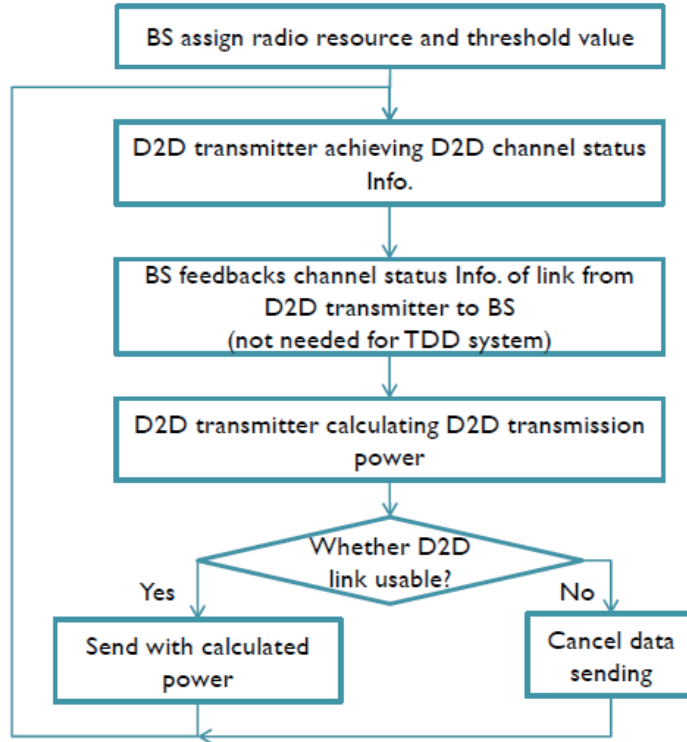 BS assign radio resource and threshold value
D2D transmitter achieving D2D channel status
Info.
BS feedbacks channel status Info. of link from
D2D transmitter to BS
(not needed for TDD system)
D2D transmitter calculating D2D transmission
power
Whether D2D
link usable?
Yes
No
Send with calculated
power
Cancel data
sending